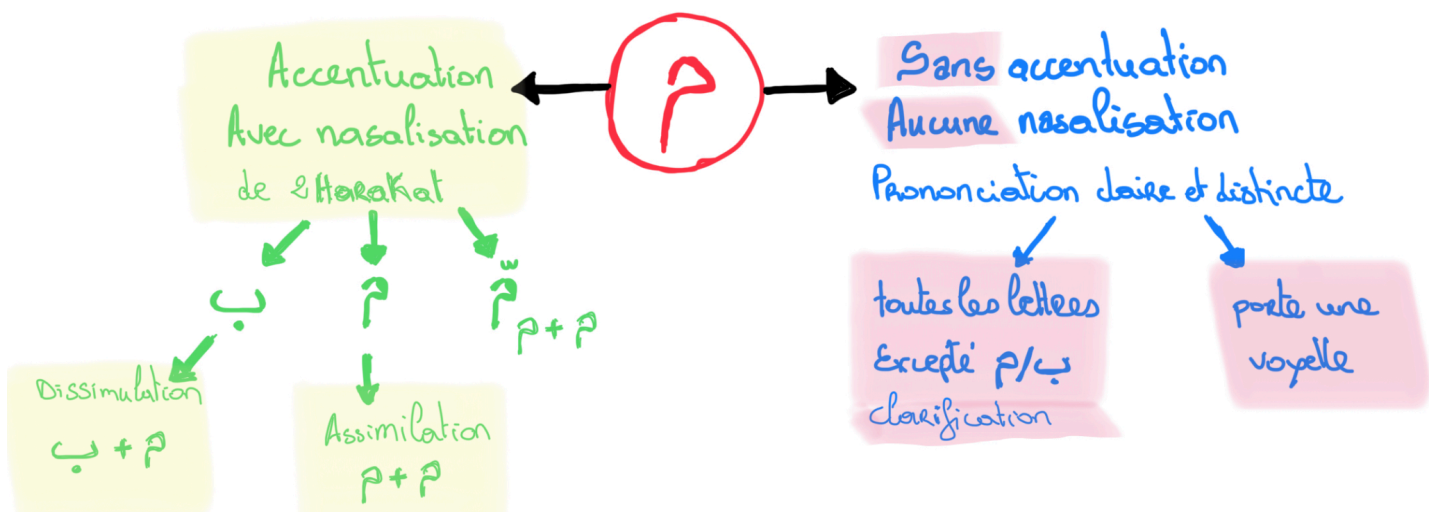 Accentuation
Avec nasalisation
de 2 Harakat
م
Sans accentuation
Aucune nasalisation
Prononciation claire et distincte
ب
م
مّ
م + م
Dissimulation
ب + م
Assimilation
م + م
toutes les lettres
Excepté م/ب
clarification
porte une
voyelle